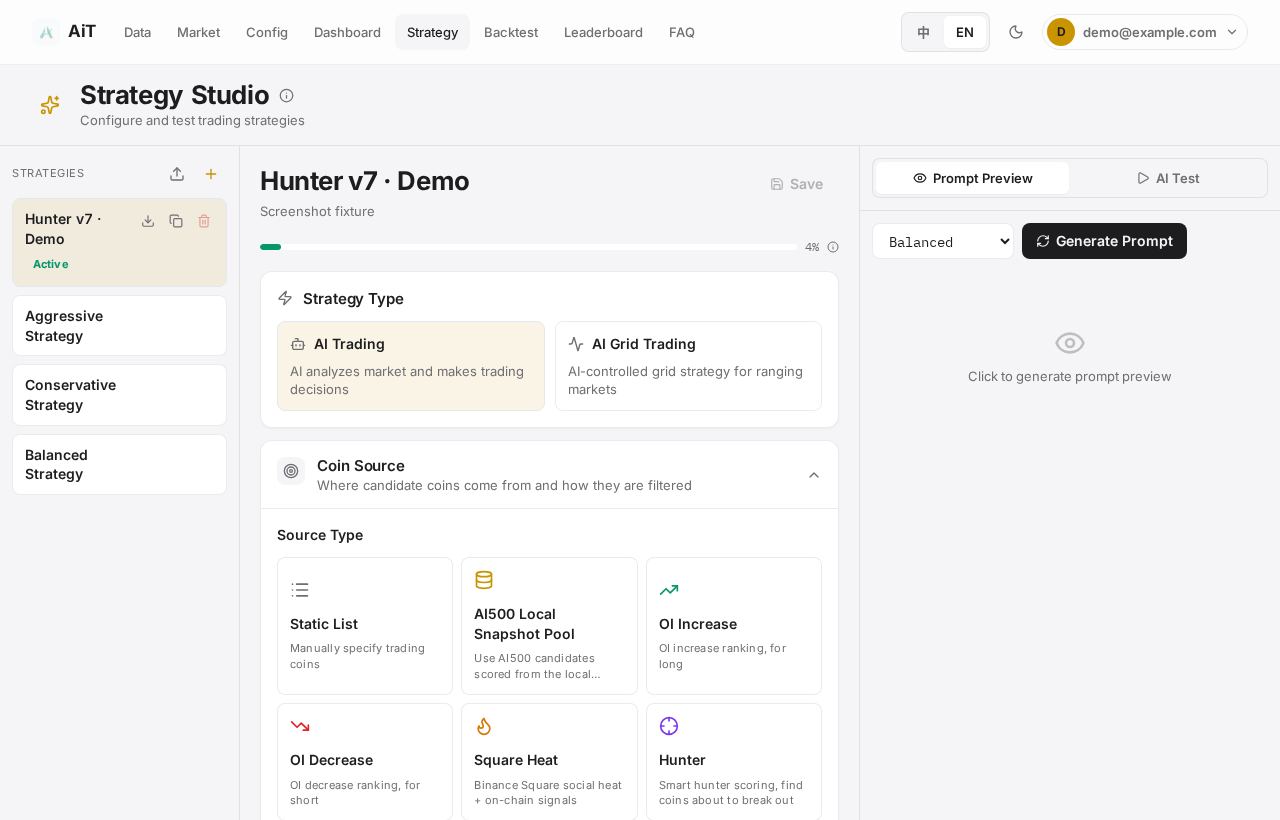 AiT Data Market Config Dashboard Strategy Backtest Leaderboard FAQ 中 EN D demo@example.com
Strategy Studio
Configure and test trading strategies
STRATEGIES
Hunter v7 ·
Demo
Active
Aggressive
Strategy
Conservative
Strategy
Balanced
Strategy
Hunter v7 · Demo
Save
Screenshot fixture
4%
Strategy Type
AI Trading
AI analyzes market and makes trading
decisions
AI Grid Trading
AI-controlled grid strategy for ranging
markets
Coin Source
Where candidate coins come from and how they are filtered
Source Type
Static List
Manually specify trading
coins
AI500 Local
Snapshot Pool
Use AI500 candidates
scored from the local...
OI Increase
OI increase ranking, for
long
OI Decrease
OI decrease ranking, for
short
Square Heat
Binance Square social heat
+ on-chain signals
Hunter
Smart hunter scoring, find
coins about to break out
Prompt Preview
AI Test
Balanced
Generate Prompt
Click to generate prompt preview